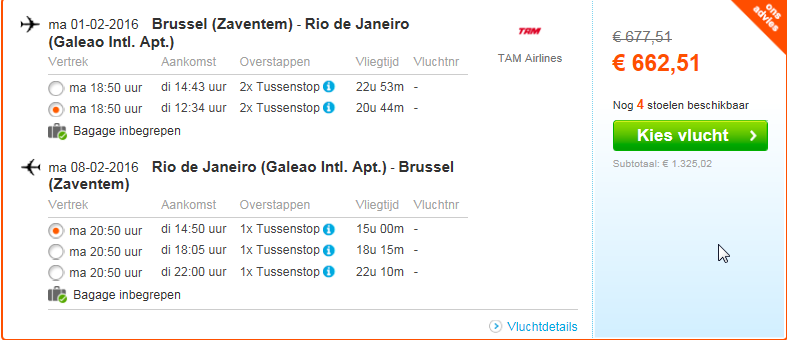 ma 01-02-2016 Brussel (Zaventem) - Rio de Janeiro
(Galeao Intl. Apt.)
Vertrek Aankomst Overstappen Vliegtijd Vluchtnr
ma 18:50 uur di 14:43 uur 2x Tussenstop i 22u 53m -
ma 18:50 uur di 12:34 uur 2x Tussenstop i 20u 44m -
Bagage inbegrepen
TAM
TAM Airlines
ma 08-02-2016 Rio de Janeiro (Galeao Intl. Apt.) - Brussel
(Zaventem)
Vertrek Aankomst Overstappen Vliegtijd Vluchtnr
ma 20:50 uur di 14:50 uur 1x Tussenstop i 15u 00m -
ma 20:50 uur di 18:05 uur 1x Tussenstop i 18u 15m -
ma 20:50 uur di 22:00 uur 1x Tussenstop i 22u 10m -
Bagage inbegrepen
Vluchtdetails
ons
advies
€ 677,51
€ 662,51
Nog 4 stoelen beschikbaar
Kies vlucht
Subtotaal: € 1.325,02